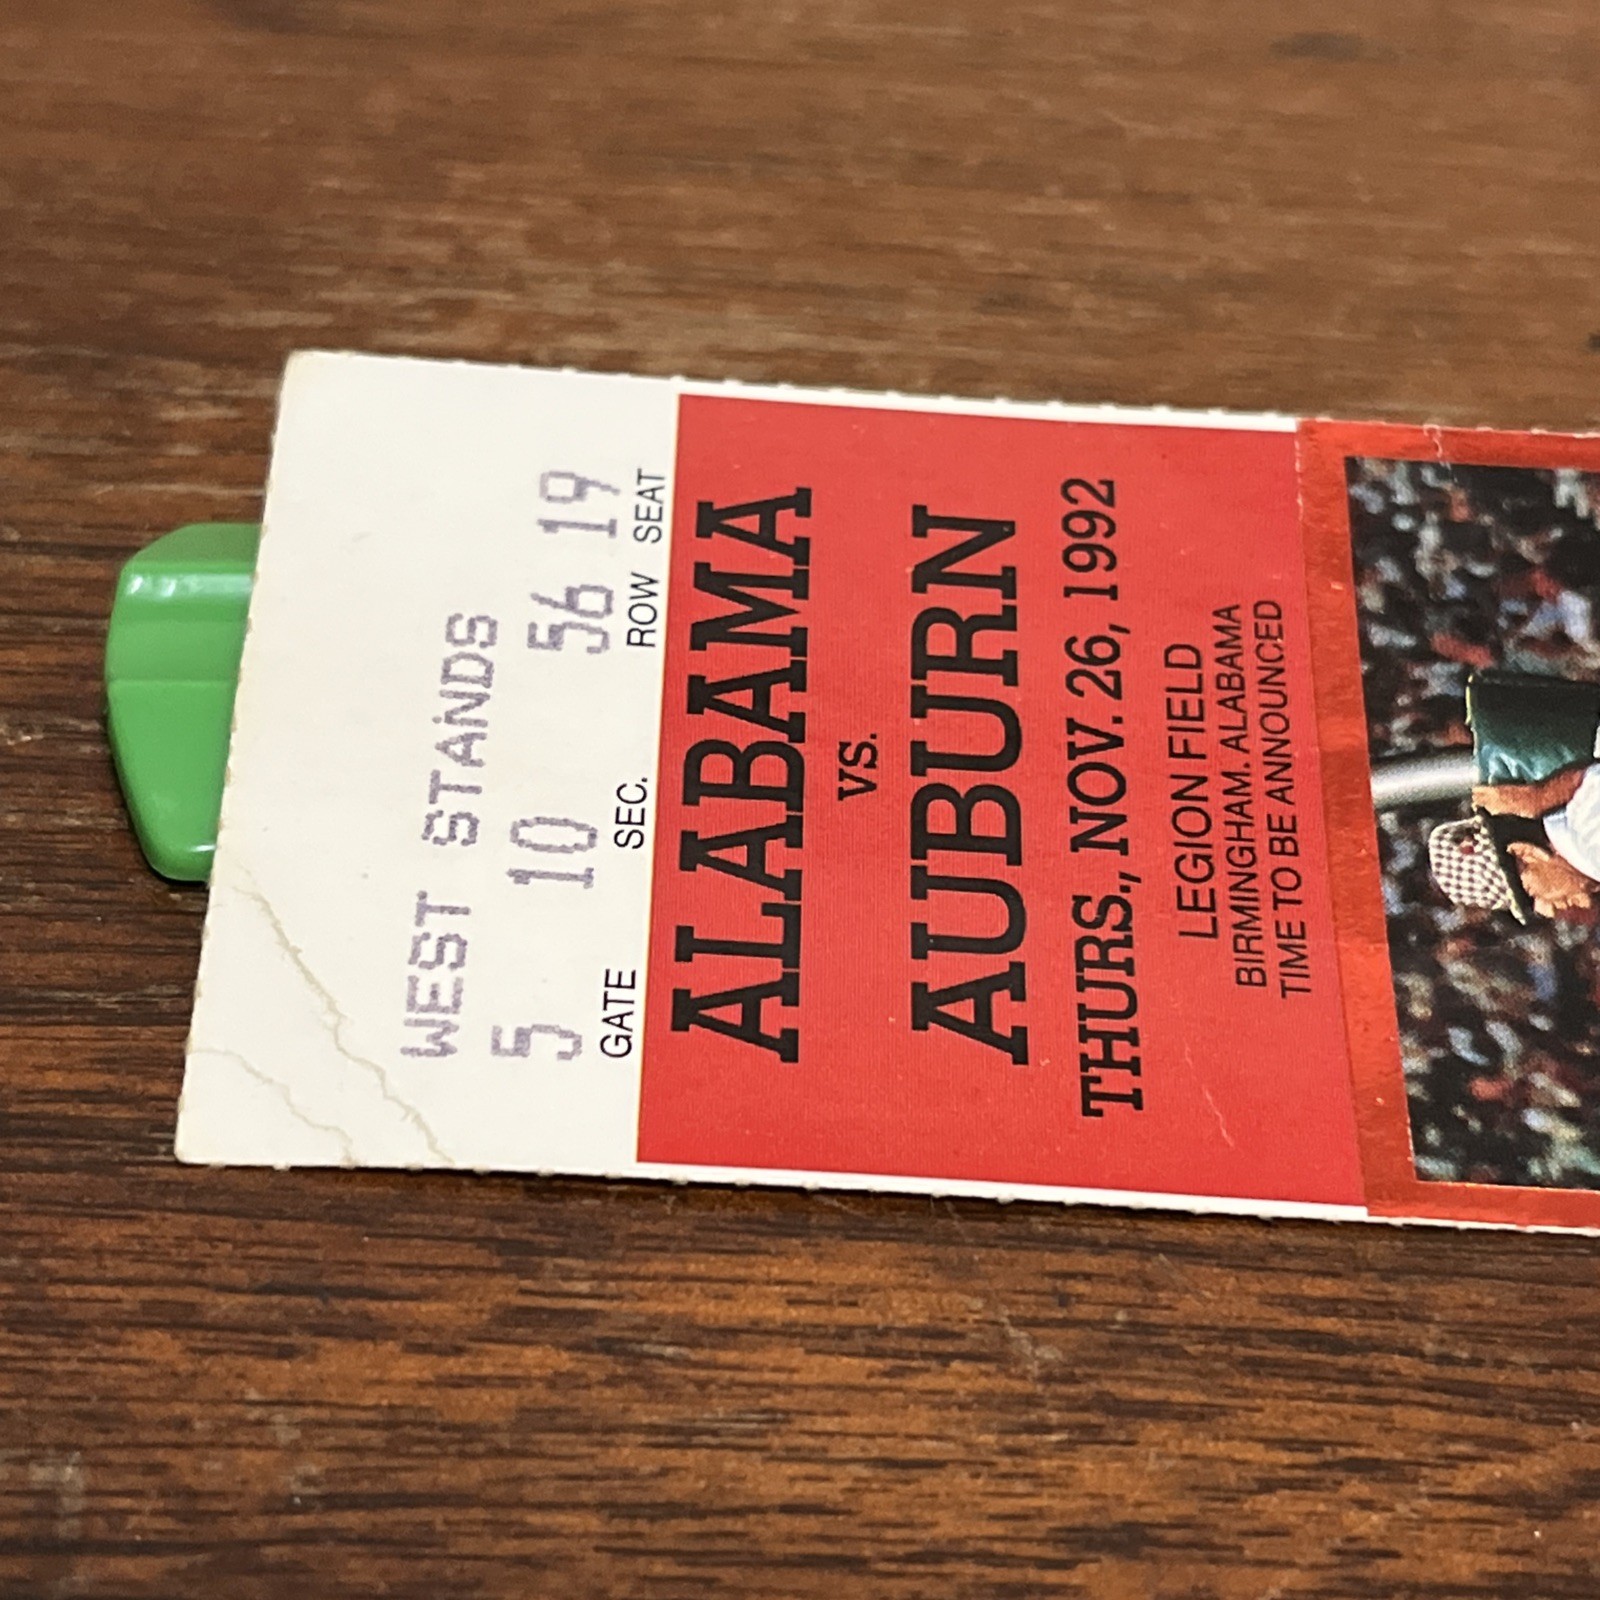 WEST STANDS
5 10 56 19
GATE SEC. ROW SEAT
ALABAMA
VS.
AUBURN
THURS., NOV. 26, 1992
LEGION FIELD
BIRMINGHAM. ALABAMA
TIME TO BE ANNOUNCED